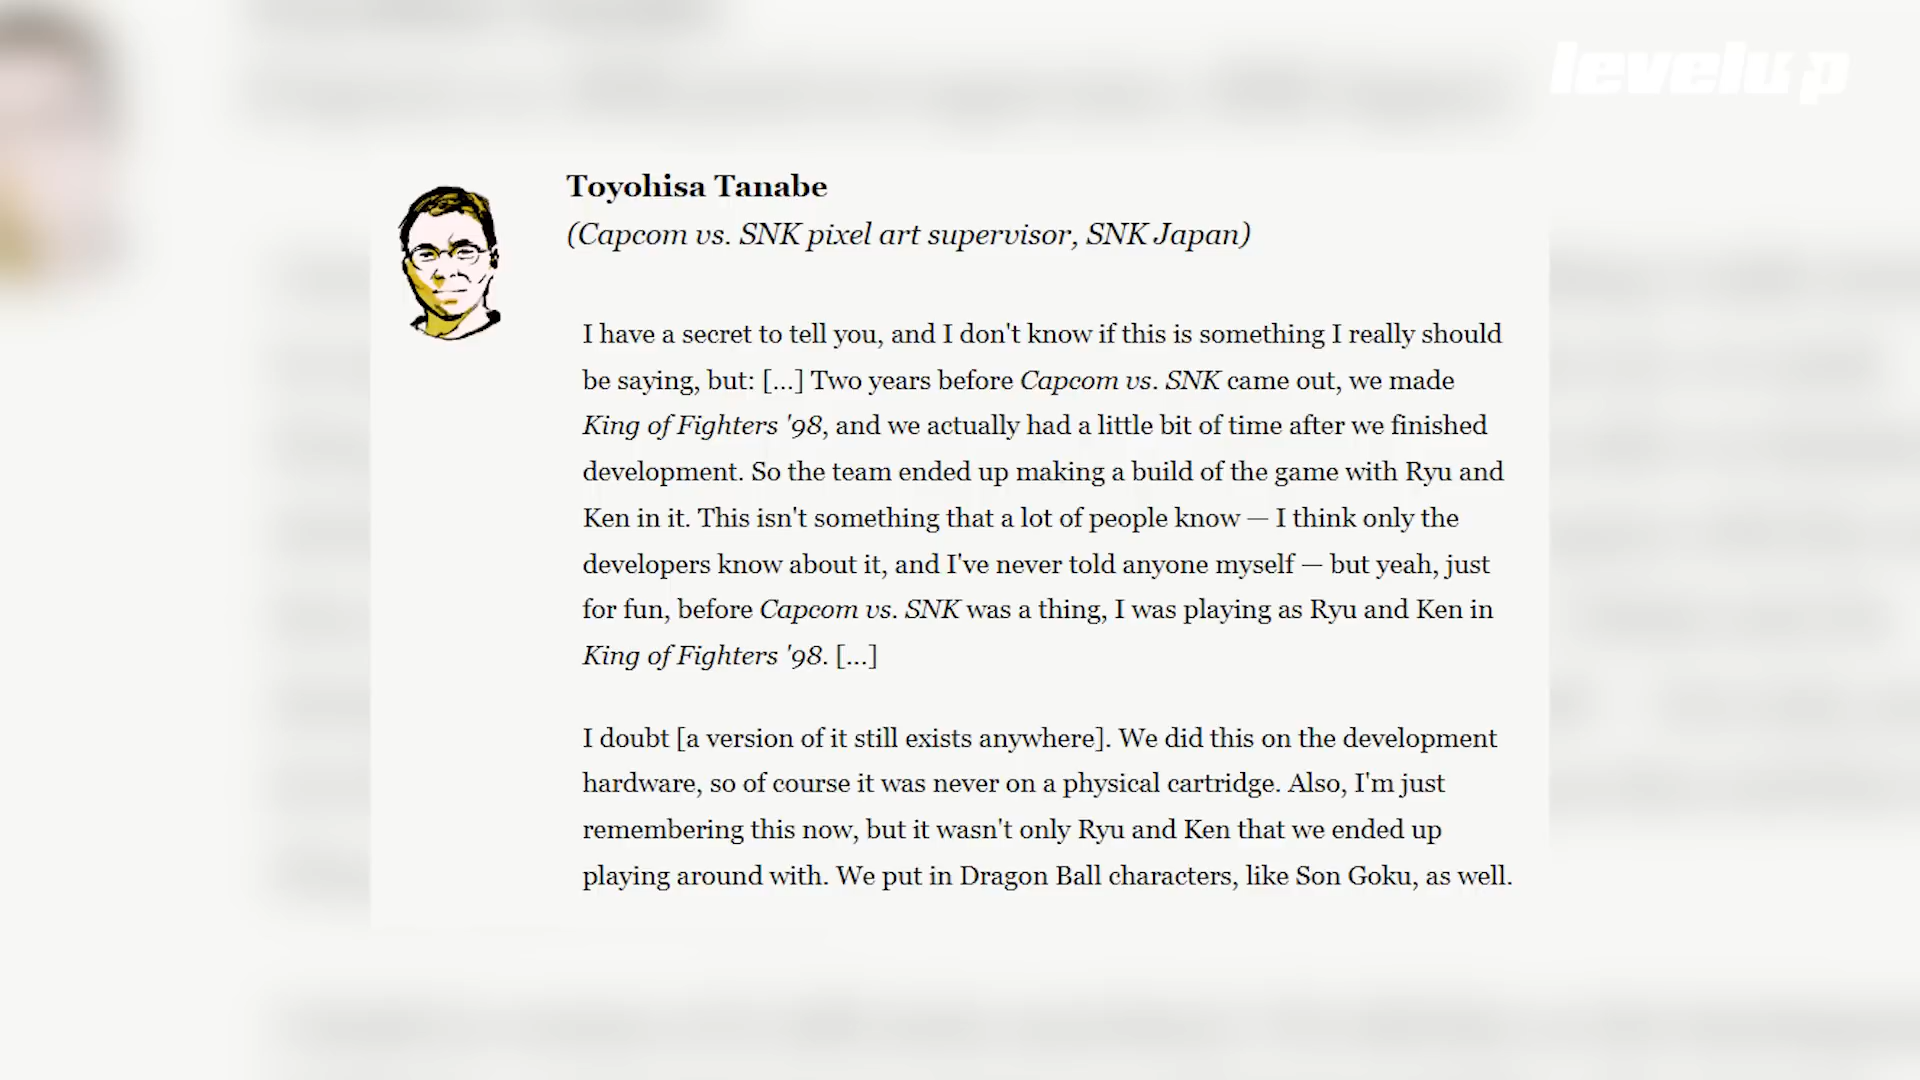 levelup
Toyohisa Tanabe
(Capcom vs. SNK pixel art supervisor, SNK Japan)
I have a secret to tell you, and I don't know if this is something I really should
be saying, but: [...] Two years before Capcom vs. SNK came out, we made
King of Fighters '98, and we actually had a little bit of time after we finished
development. So the team ended up making a build of the game with Ryu and
Ken in it. This isn't something that a lot of people know — I think only the
developers know about it, and I've never told anyone myself — but yeah, just
for fun, before Capcom vs. SNK was a thing, I was playing as Ryu and Ken in
King of Fighters '98. [...]
I doubt [a version of it still exists anywhere]. We did this on the development
hardware, so of course it was never on a physical cartridge. Also, I'm just
remembering this now, but it wasn't only Ryu and Ken that we ended up
playing around with. We put in Dragon Ball characters, like Son Goku, as well.